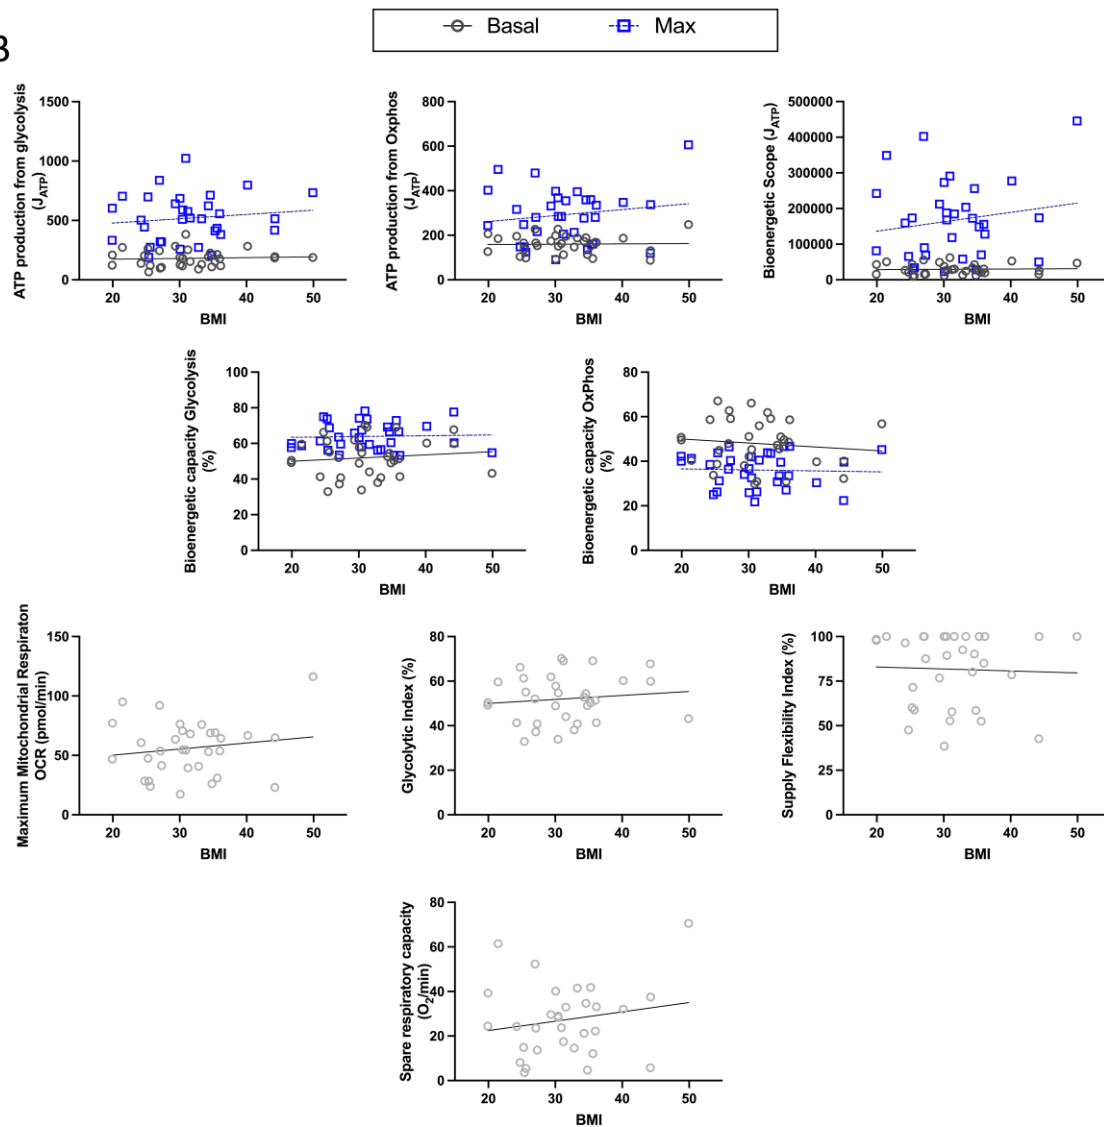 B
Basal Max
ATP production from glycolysis
(J_ATP)
1500
1000
500
0
20 30 40 50
BMI
ATP production from Oxphos
(J_ATP)
800
600
400
200
0
20 30 40 50
BMI
Bioenergetic Scope (J_ATP)
500000
400000
300000
200000
100000
0
20 30 40 50
BMI
Bioenergetic capacity Glycolysis
(%)
100
80
60
40
20
0
20 30 40 50
BMI
Bioenergetic capacity OxPhos
(%)
80
60
40
20
0
20 30 40 50
BMI
Maximum Mitochondrial Respiraton
OCR (pmol/min)
150
100
50
0
20 30 40 50
BMI
Glycolytic Index (%)
80
60
40
20
0
20 30 40 50
BMI
Supply Flexibility Index (%)
100
75
50
25
0
20 30 40 50
BMI
Spare respiratory capacity
(O₂/min)
80
60
40
20
0
20 30 40 50
BMI